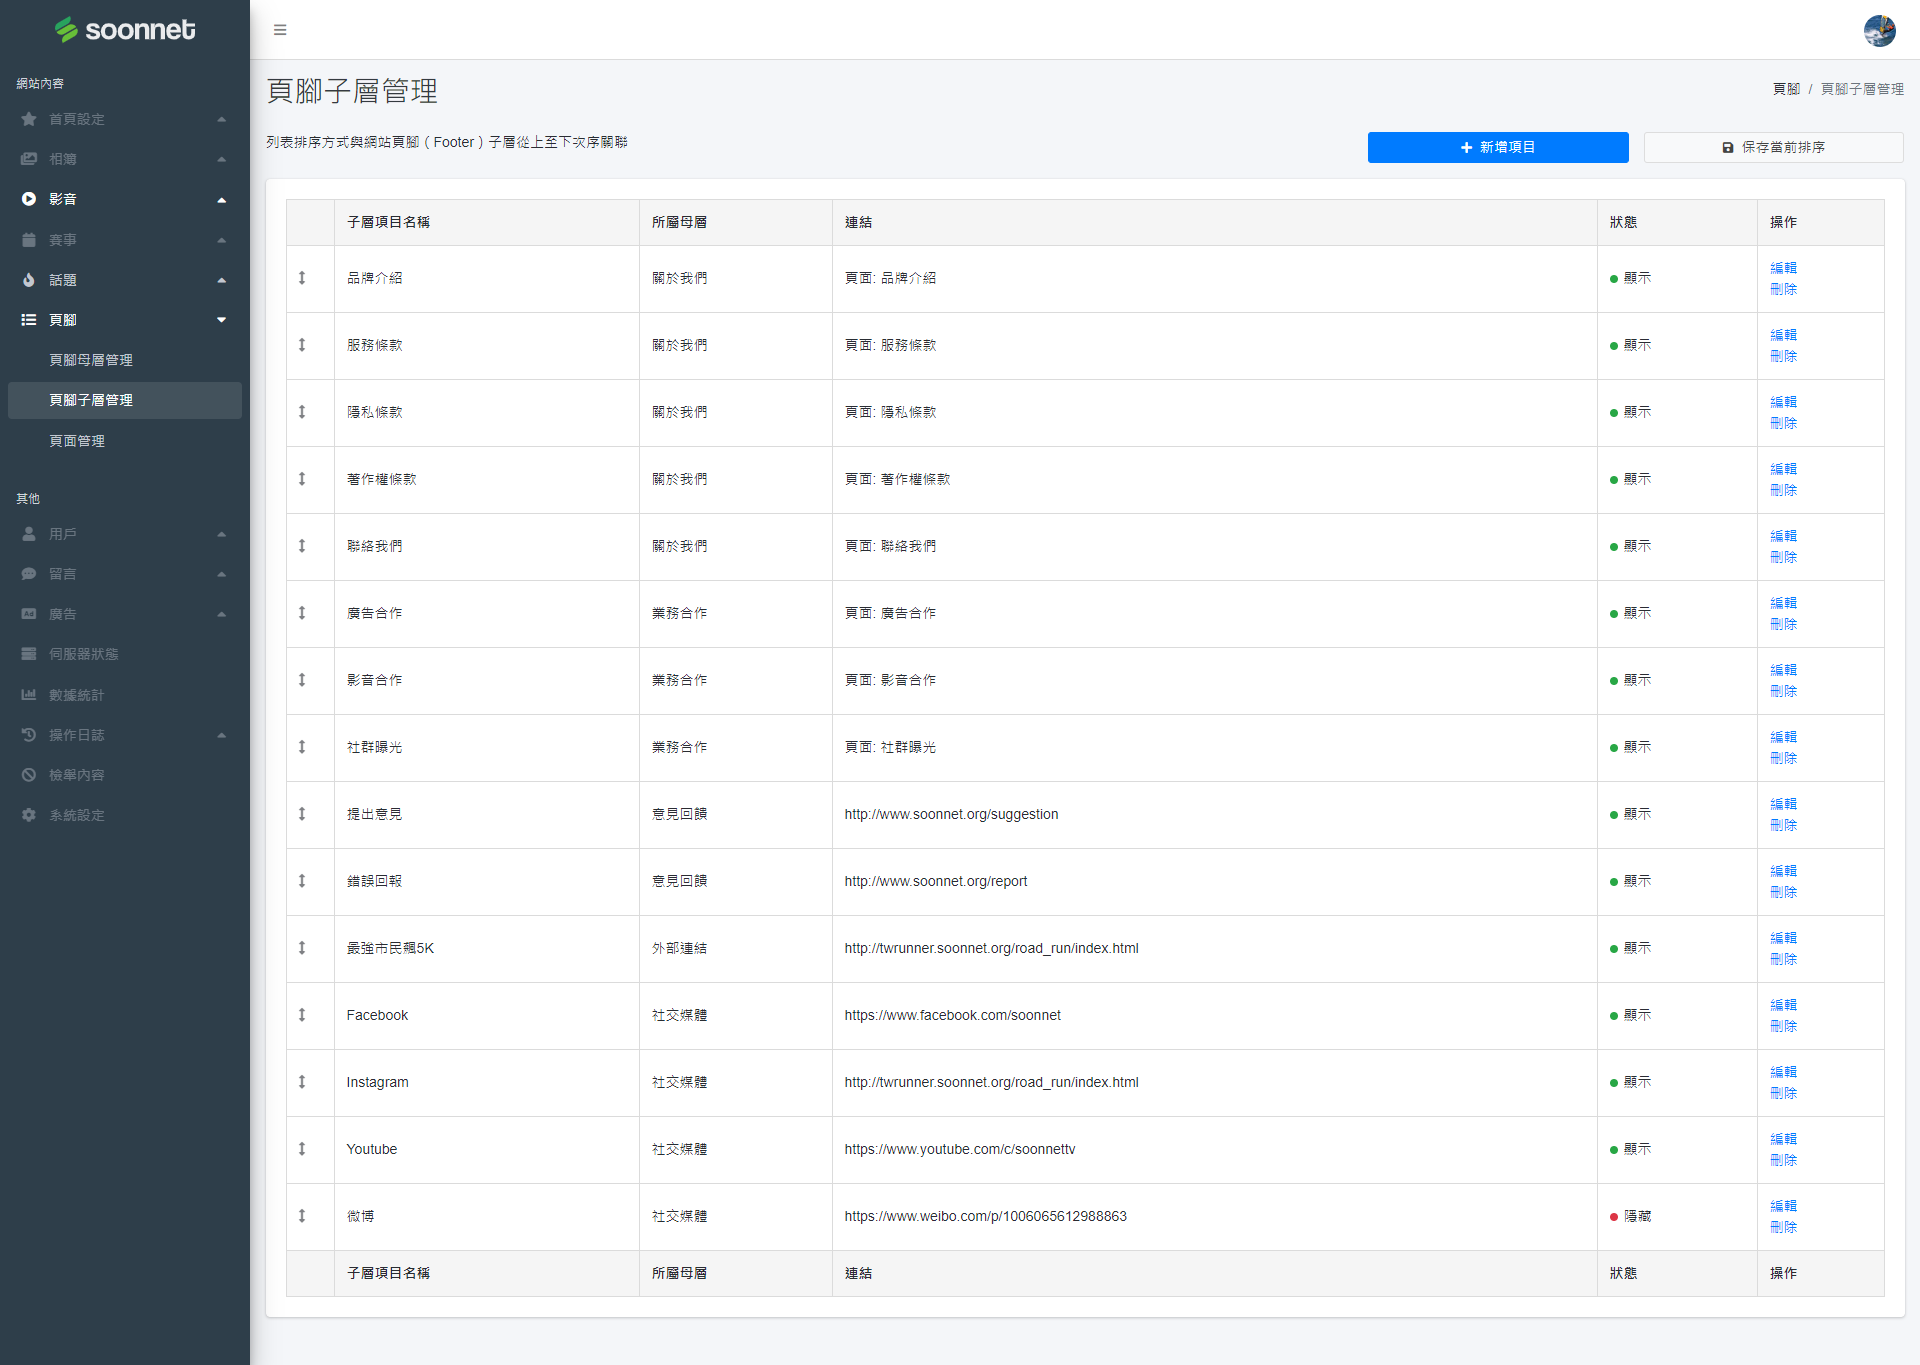 soonnet
網站內容
首頁設定
相簿
影音
賽事
話題
頁腳
頁腳母層管理
頁腳子層管理
頁面管理
其他
用戶
留言
廣告
伺服器狀態
數據統計
操作日誌
檢舉內容
系統設定
頁腳子層管理
頁腳 / 頁腳子層管理
列表排序方式與網站頁腳（Footer）子層從上至下次序關聯
新增項目
保存當前排序
子層項目名稱 所屬母層 連結 狀態 操作
品牌介紹 關於我們 頁面: 品牌介紹 顯示 編輯
刪除
服務條款 關於我們 頁面: 服務條款 顯示 編輯
刪除
隱私條款 關於我們 頁面: 隱私條款 顯示 編輯
刪除
著作權條款 關於我們 頁面: 著作權條款 顯示 編輯
刪除
聯絡我們 關於我們 頁面: 聯絡我們 顯示 編輯
刪除
廣告合作 業務合作 頁面: 廣告合作 顯示 編輯
刪除
影音合作 業務合作 頁面: 影音合作 顯示 編輯
刪除
社群曝光 業務合作 頁面: 社群曝光 顯示 編輯
刪除
提出意見 意見回饋 http://www.soonnet.org/suggestion 顯示 編輯
刪除
錯誤回報 意見回饋 http://www.soonnet.org/report 顯示 編輯
刪除
最強市民飆5K 外部連結 http://twrunner.soonnet.org/road_run/index.html 顯示 編輯
刪除
Facebook 社交媒體 https://www.facebook.com/soonnet 顯示 編輯
刪除
Instagram 社交媒體 http://twrunner.soonnet.org/road_run/index.html 顯示 編輯
刪除
Youtube 社交媒體 https://www.youtube.com/c/soonnettv 顯示 編輯
刪除
微博 社交媒體 https://www.weibo.com/p/1006065612988863 隱藏 編輯
刪除
子層項目名稱 所屬母層 連結 狀態 操作